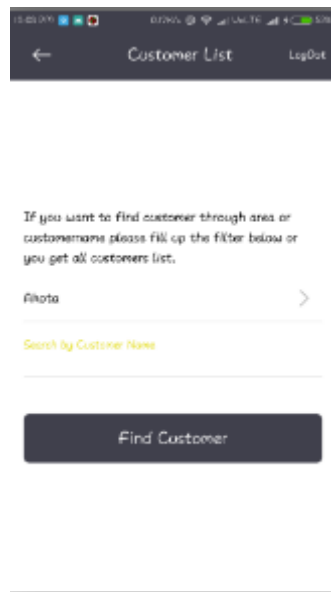 Customer List
LogOut
If you want to find customer through area or
customername please fill up the filter below or
you get all customers list.
Akota
Search by Customer Name
Find Customer